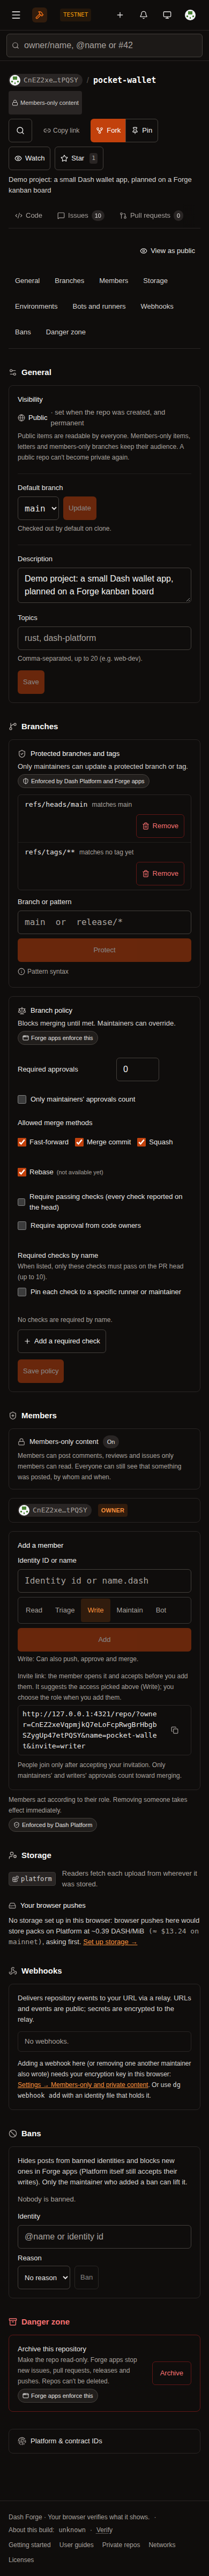 TESTNET
owner/name, @name or #42
CnEZ2xe…tPQSY / pocket-wallet
Members-only content
Copy link
Fork
Pin
Watch
Star 1
Demo project: a small Dash wallet app, planned on a Forge
kanban board
Code
Issues 10
Pull requests 0
View as public
General
Branches
Members
Storage
Environments
Bots and runners
Webhooks
Bans
Danger zone
General
Visibility
Public · set when the repo was created, and
permanent
Public items are readable by everyone. Members-only items,
letters and members-only branches keep their audience. A
public repo can't become private again.
Default branch
main
Update
Checked out by default on clone.
Description
Demo project: a small Dash wallet app,
planned on a Forge kanban board
Topics
rust, dash-platform
Comma-separated, up to 20 (e.g. web-dev).
Save
Branches
Protected branches and tags
Only maintainers can update a protected branch or tag.
Enforced by Dash Platform and Forge apps
refs/heads/main matches main
Remove
refs/tags/** matches no tag yet
Remove
Branch or pattern
main or release/*
Protect
Pattern syntax
Branch policy
Blocks merging until met. Maintainers can override.
Forge apps enforce this
Required approvals
0
Only maintainers' approvals count
Allowed merge methods
Fast-forward
Merge commit
Squash
Rebase (not available yet)
Require passing checks (every check reported on
the head)
Require approval from code owners
Required checks by name
When listed, only these checks must pass on the PR head
(up to 10).
Pin each check to a specific runner or maintainer
No checks are required by name.
Add a required check
Save policy
Members
Members-only content On
Members can post comments, reviews and issues only
members can read. Everyone can still see that something
was posted, by whom and when.
CnEZ2xe…tPQSY OWNER
Add a member
Identity ID or name
Identity id or name.dash
Read
Triage
Write
Maintain
Bot
Add
Write: Can also push, approve and merge.
Invite link: the member opens it and accepts before you add
them. It suggests the access picked above (Write); you
choose the role when you add them.
http://127.0.0.1:4321/repo/?owne
r=CnEZ2xeVqpmjkQ7eLoFcpRwgBrHbgb
SZygUp47etPQSY&name=pocket-walle
t&invite=writer
People join only after accepting your invitation. Only
maintainers' and writers' approvals count toward merging.
Members act according to their role. Removing someone takes
effect immediately.
Enforced by Dash Platform
Storage
platform
Readers fetch each upload from wherever it
was stored.
Your browser pushes
No storage set up in this browser: browser pushes here would
store packs on Platform at ~0.39 DASH/MiB (≈ $13.24 on
mainnet), asking first. Set up storage →
Webhooks
Delivers repository events to your URL via a relay. URLs
and events are public; secrets are encrypted to the
relay.
No webhooks.
Adding a webhook here (or removing one another maintainer
also wrote) needs your encryption key in this browser:
Settings → Members-only and private content. Or use dg
webhook add with an identity file that holds it.
Bans
Hides posts from banned identities and blocks new
ones in Forge apps (Platform itself still accepts their
writes). Only the maintainer who added a ban can lift it.
Nobody is banned.
Identity
@name or identity id
Reason
No reason
Ban
Danger zone
Archive this repository
Make the repo read-only. Forge apps stop
new issues, pull requests, releases and
pushes. Repos can't be deleted.
Forge apps enforce this
Archive
Platform & contract IDs
Dash Forge · Your browser verifies what it shows. ·
About this build: unknown · Verify
Getting started
User guides
Private repos
Networks
Licenses